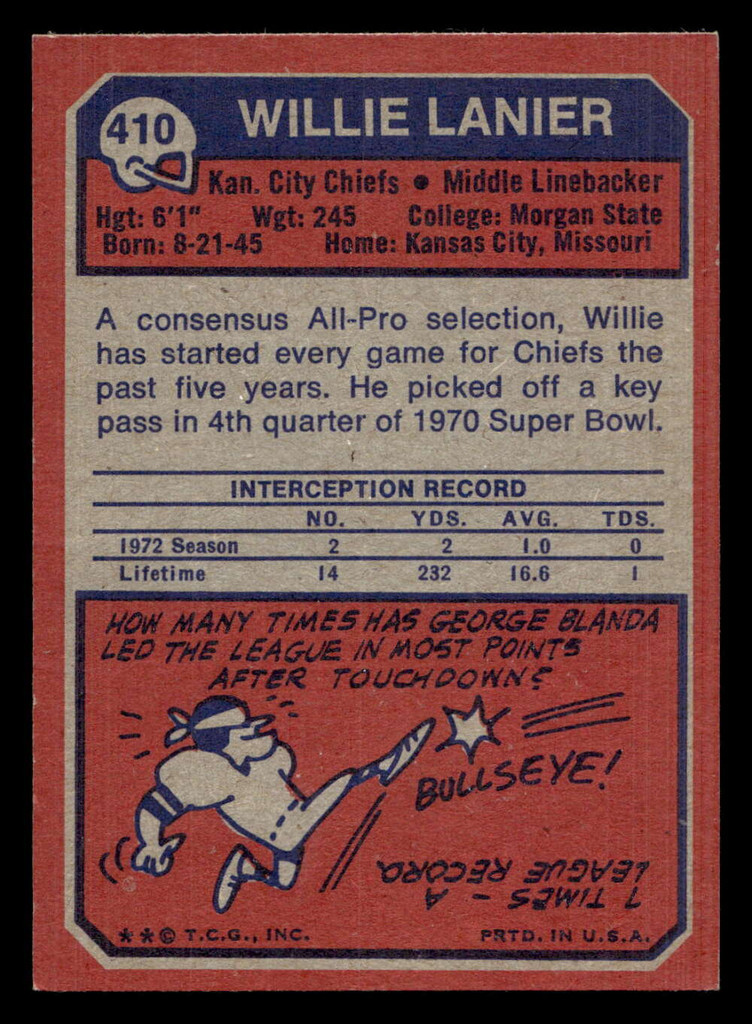 410
WILLIE LANIER
Kan. City Chiefs • Middle Linebacker
Hgt: 6'1" Wgt: 245 College: Morgan State
Born: 8-21-45 Home: Kansas City, Missouri
A consensus All-Pro selection, Willie
has started every game for Chiefs the
past five years. He picked off a key
pass in 4th quarter of 1970 Super Bowl.
INTERCEPTION RECORD
NO. YDS. AVG. TDS.
1972 Season 2 2 1.0 0
Lifetime 14 232 16.6 1
HOW MANY TIMES HAS GEORGE BLANDA
LED THE LEAGUE IN MOST POINTS
AFTER TOUCHDOWN?
BULLSEYE!
7 TIMES - A
LEAGUE RECORD.
**© T.C.G., INC. PRTD. IN U.S.A.